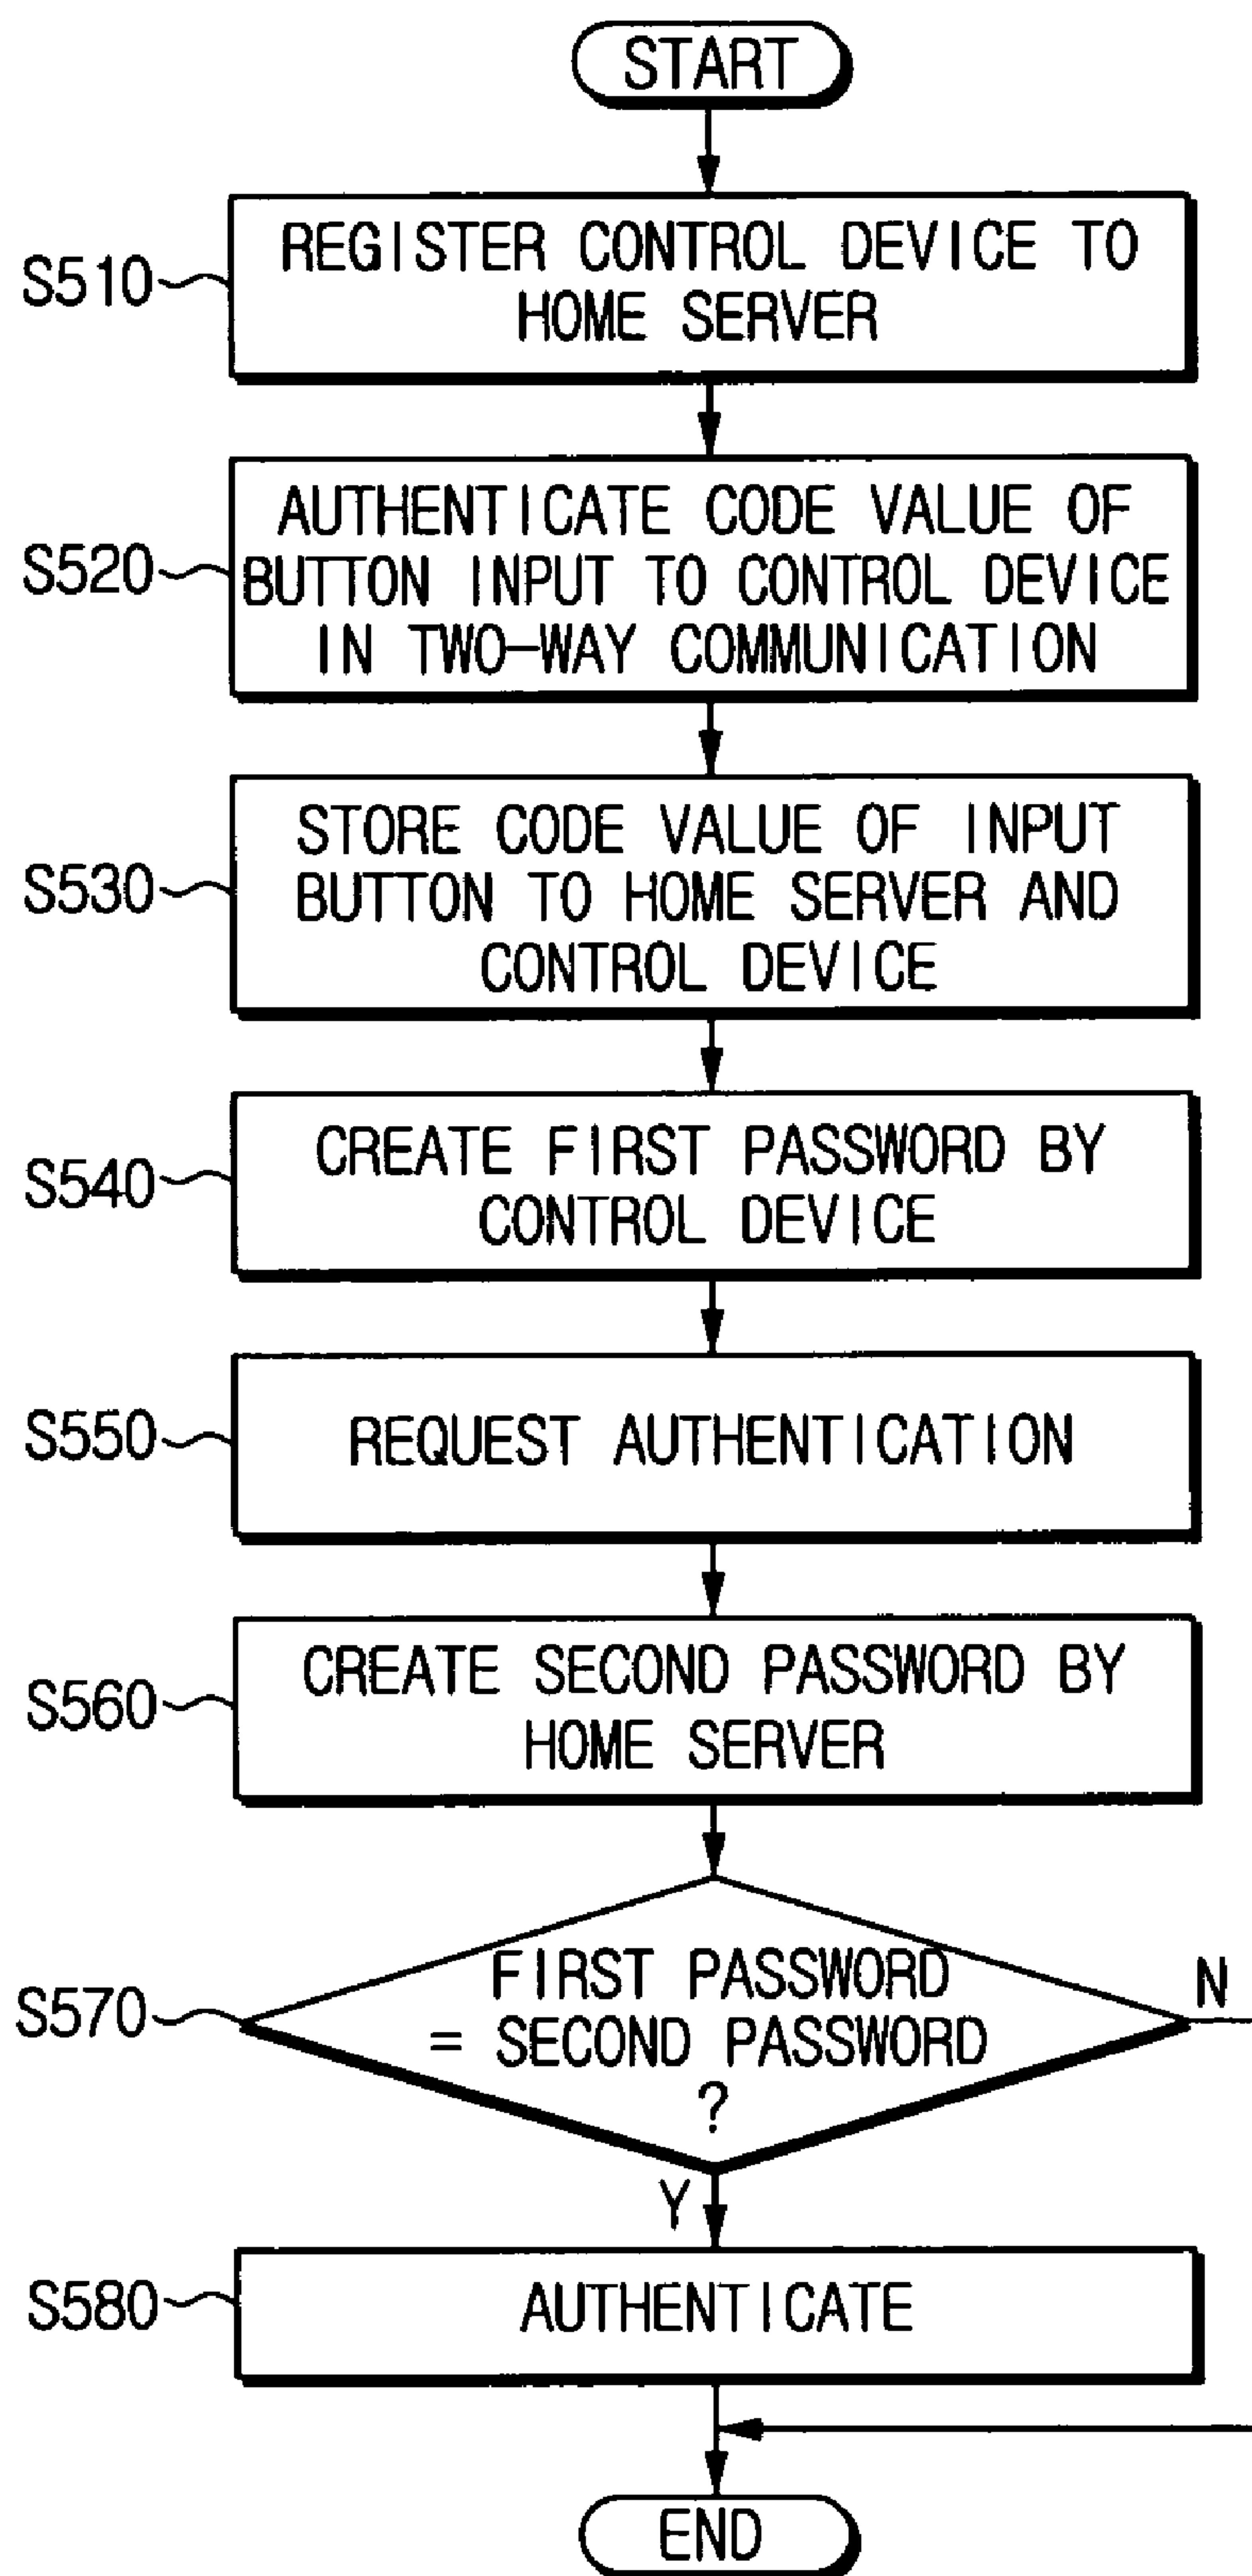 START
S510
REGISTER CONTROL DEVICE TO
HOME SERVER
S520
AUTHENTICATE CODE VALUE OF
BUTTON INPUT TO CONTROL DEVICE
IN TWO-WAY COMMUNICATION
S530
STORE CODE VALUE OF INPUT
BUTTON TO HOME SERVER AND
CONTROL DEVICE
S540
CREATE FIRST PASSWORD BY
CONTROL DEVICE
S550
REQUEST AUTHENTICATION
S560
CREATE SECOND PASSWORD BY
HOME SERVER
S570
FIRST PASSWORD
= SECOND PASSWORD
?
N
Y
S580
AUTHENTICATE
END